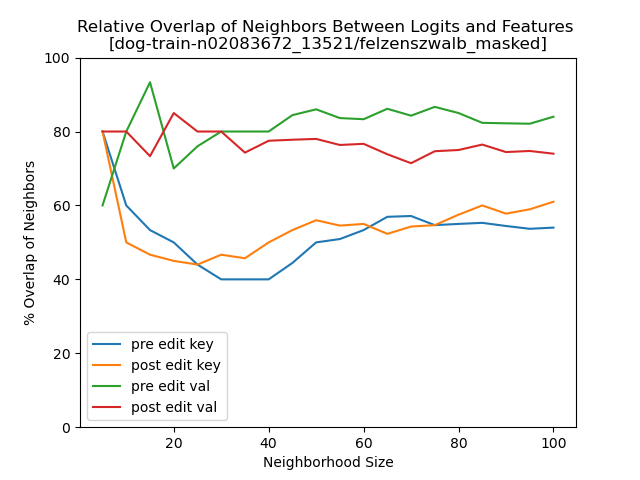 Relative Overlap of Neighbors Between Logits and Features
[dog-train-n02083672_13521/felzenszwalb_masked]
% Overlap of Neighbors
100
80
60
40
20
0
pre edit key
post edit key
pre edit val
post edit val
20 40 60 80 100
Neighborhood Size